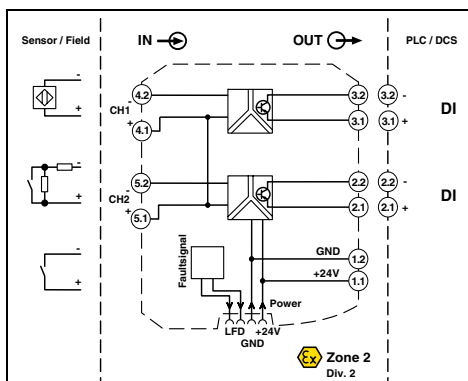 Sensor / Field
IN
OUT
PLC / DCS
-
+
4.2
-
CH1
+
4.1
3.2
3.1
3.2 -
3.1 +
DI
-
+
5.2
-
CH2
+
5.1
2.2
2.1
2.2 -
2.1 +
DI
-
+
Faultsignal
GND
1.2
+24V
1.1
Power
LFD
+24V
GND
Ex
Zone 2
Div. 2